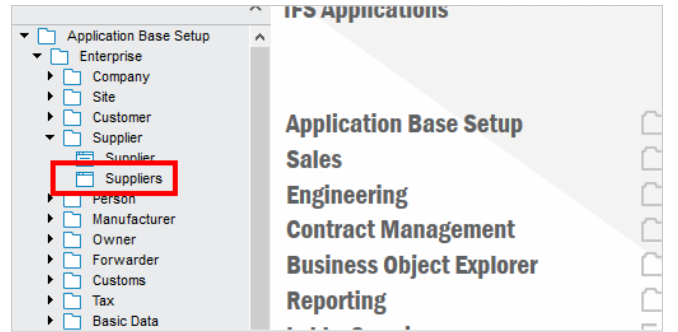 Application Base Setup
Enterprise
Company
Site
Customer
Supplier
Supplier
Suppliers
Person
Manufacturer
Owner
Forwarder
Customs
Tax
Basic Data
IFS Applications
Application Base Setup
Sales
Engineering
Contract Management
Business Object Explorer
Reporting